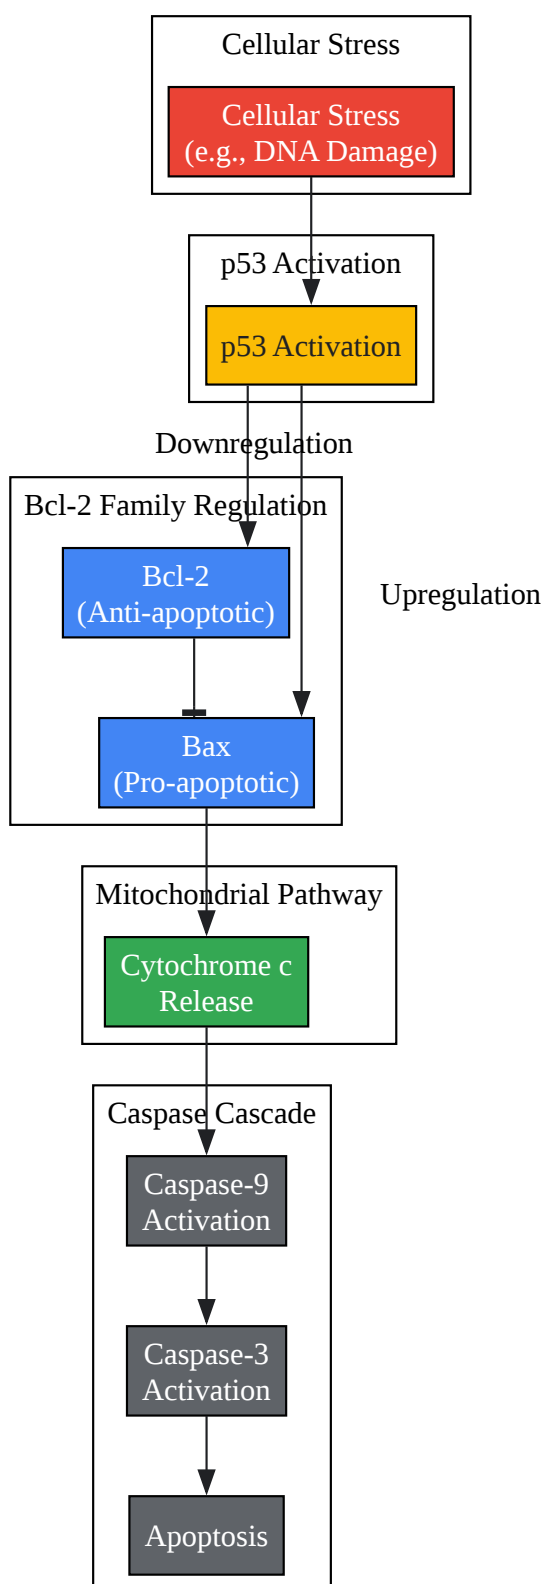 Cellular Stress
Cellular Stress
(e.g., DNA Damage)
p53 Activation
p53 Activation
Downregulation
Bcl-2 Family Regulation
Bcl-2
(Anti-apoptotic)
Upregulation
Bax
(Pro-apoptotic)
Mitochondrial Pathway
Cytochrome c
Release
Caspase Cascade
Caspase-9
Activation
Caspase-3
Activation
Apoptosis